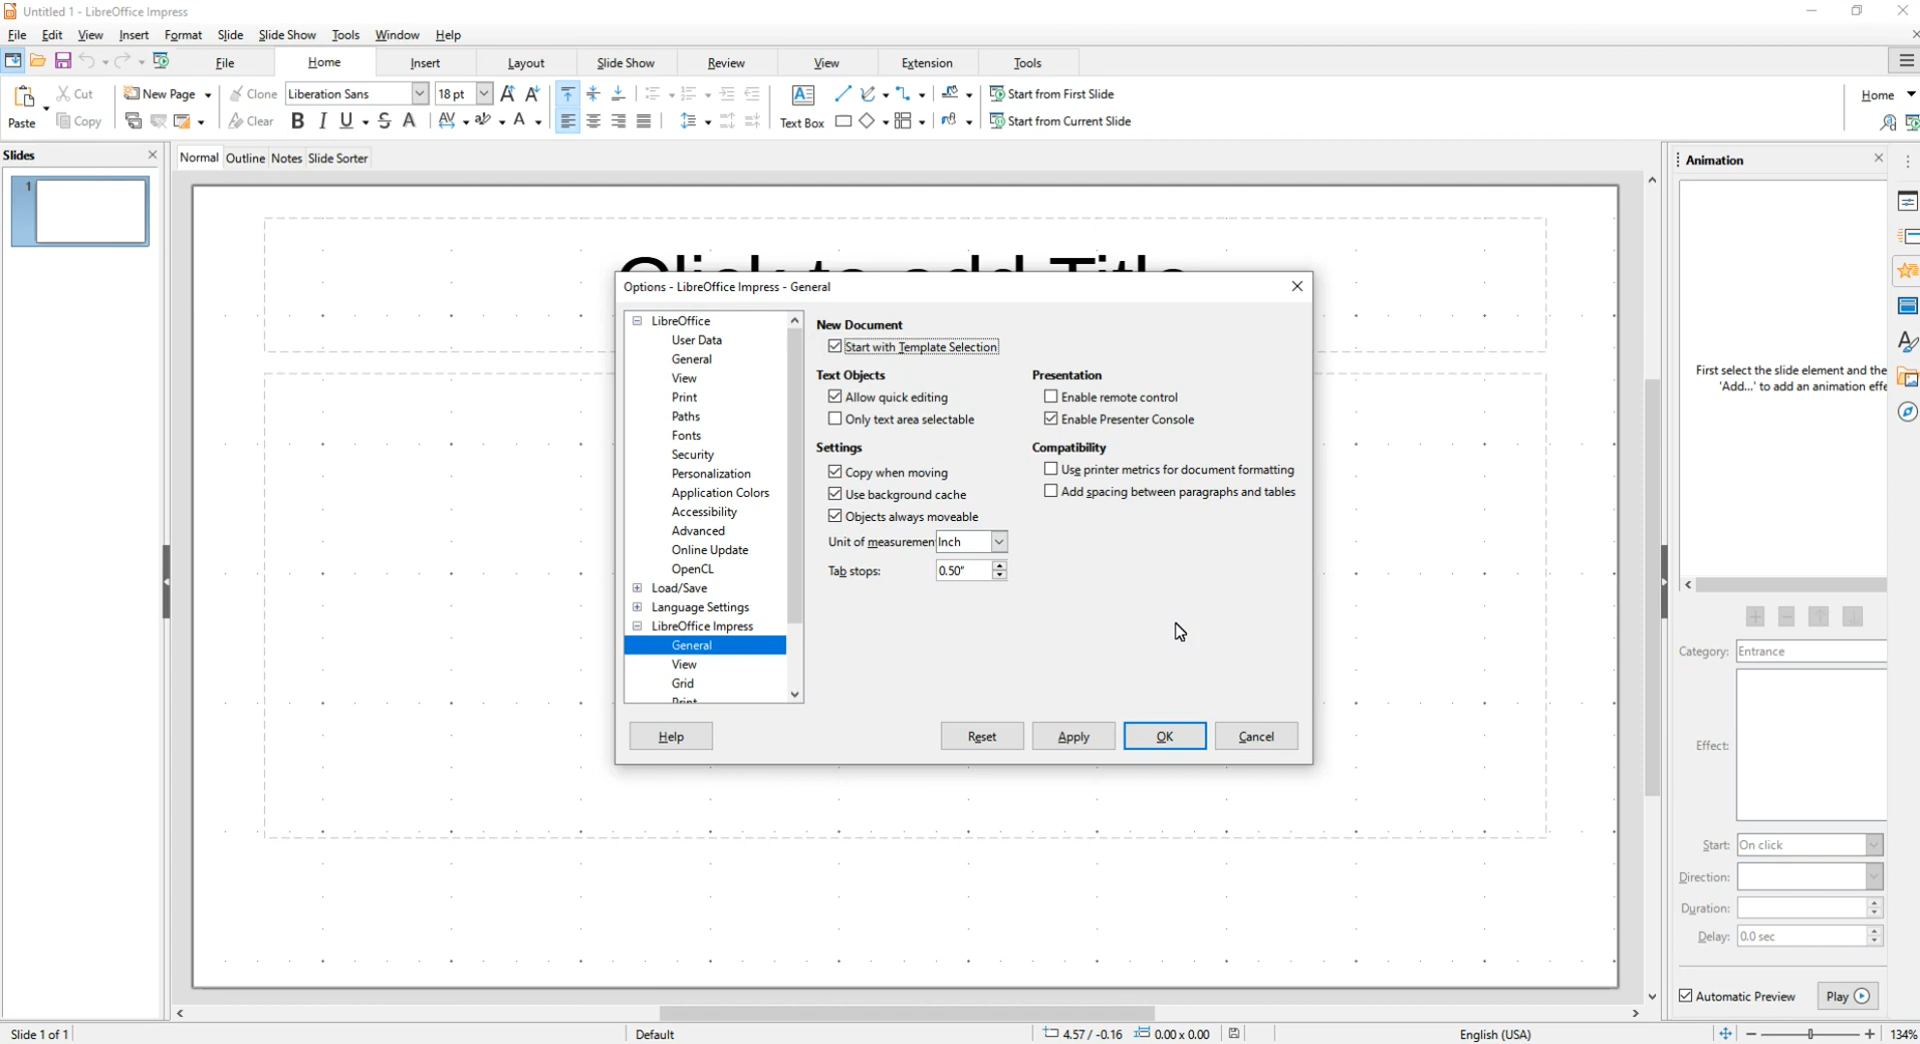 Untitled 1 - LibreOffice Impress
File Edit View Insert Format Slide Slide Show Tools Window Help
File Home Insert Layout Slide Show Review View Extension Tools
Paste Cut Copy New Page Clone Clear Liberation Sans 18 pt Text Box Start from First Slide Start from Current Slide Home
Slides
1
Normal Outline Notes Slide Sorter
Click to add Title
Options - LibreOffice Impress - General
LibreOffice
User Data
General
View
Print
Paths
Fonts
Security
Personalization
Application Colors
Accessibility
Advanced
Online Update
OpenCL
Load/Save
Language Settings
LibreOffice Impress
General
View
Grid
Print
New Document
Start with Template Selection
Text Objects
Allow quick editing
Only text area selectable
Settings
Copy when moving
Use background cache
Objects always moveable
Unit of measuremen Inch
Tab stops: 0.50"
Presentation
Enable remote control
Enable Presenter Console
Compatibility
Use printer metrics for document formatting
Add spacing between paragraphs and tables
Help Reset Apply OK Cancel
Animation
First select the slide element and the
'Add...' to add an animation effe
Category: Entrance
Effect:
Start: On click
Direction:
Duration:
Delay: 0.0 sec
Automatic Preview Play
Slide 1 of 1 Default 4.57 / -0.16 0.00 x 0.00 English (USA) 134%